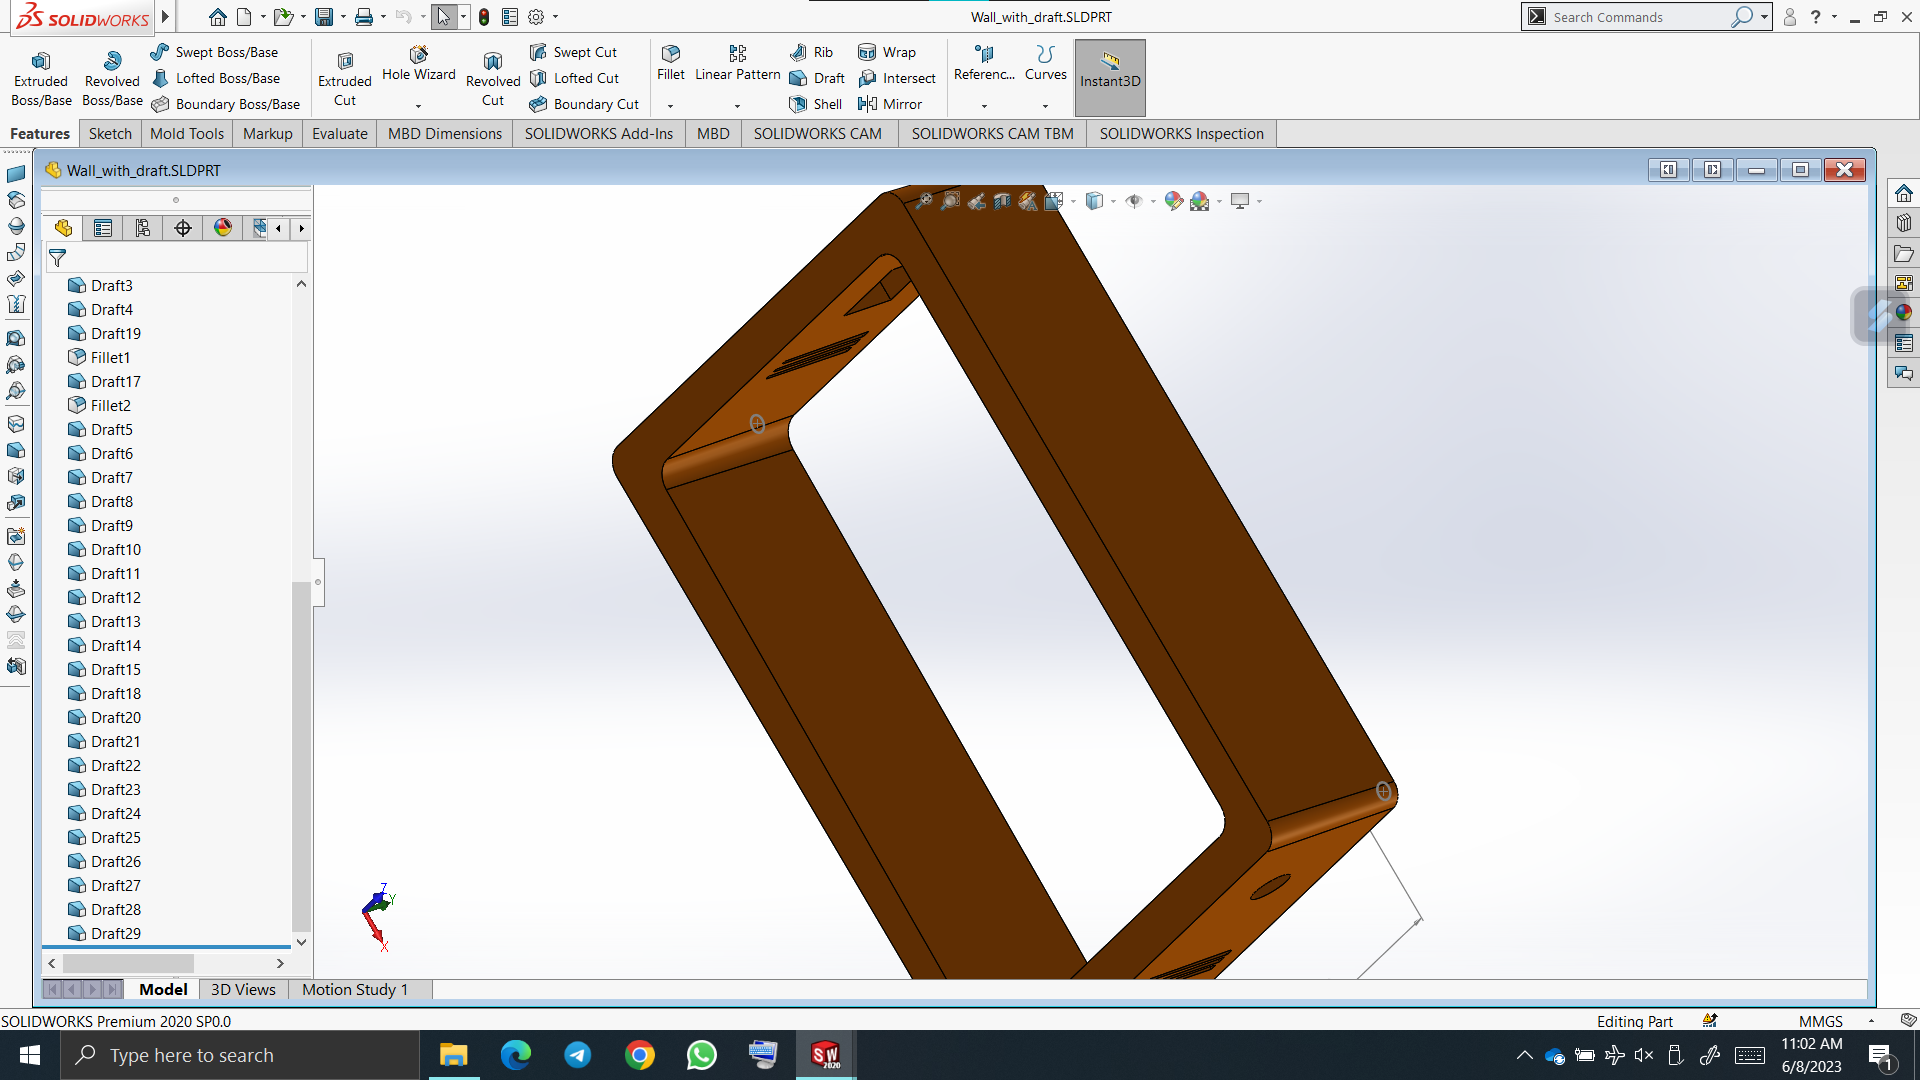 SOLIDWORKS
Wall_with_draft.SLDPRT
Search Commands
?
Extruded Boss/Base
Revolved Boss/Base
Swept Boss/Base
Lofted Boss/Base
Boundary Boss/Base
Extruded Cut
Hole Wizard
Revolved Cut
Swept Cut
Lofted Cut
Boundary Cut
Fillet
Linear Pattern
Rib
Draft
Shell
Wrap
Intersect
Mirror
Referenc...
Curves
Instant3D
Features
Sketch
Mold Tools
Markup
Evaluate
MBD Dimensions
SOLIDWORKS Add-Ins
MBD
SOLIDWORKS CAM
SOLIDWORKS CAM TBM
SOLIDWORKS Inspection
Wall_with_draft.SLDPRT
Draft3
Draft4
Draft19
Fillet1
Draft17
Fillet2
Draft5
Draft6
Draft7
Draft8
Draft9
Draft10
Draft11
Draft12
Draft13
Draft14
Draft15
Draft18
Draft20
Draft21
Draft22
Draft23
Draft24
Draft25
Draft26
Draft27
Draft28
Draft29
Z
Y
X
Model
3D Views
Motion Study 1
SOLIDWORKS Premium 2020 SP0.0
Editing Part
MMGS
Type here to search
SW
2020
11:02 AM
6/8/2023
1